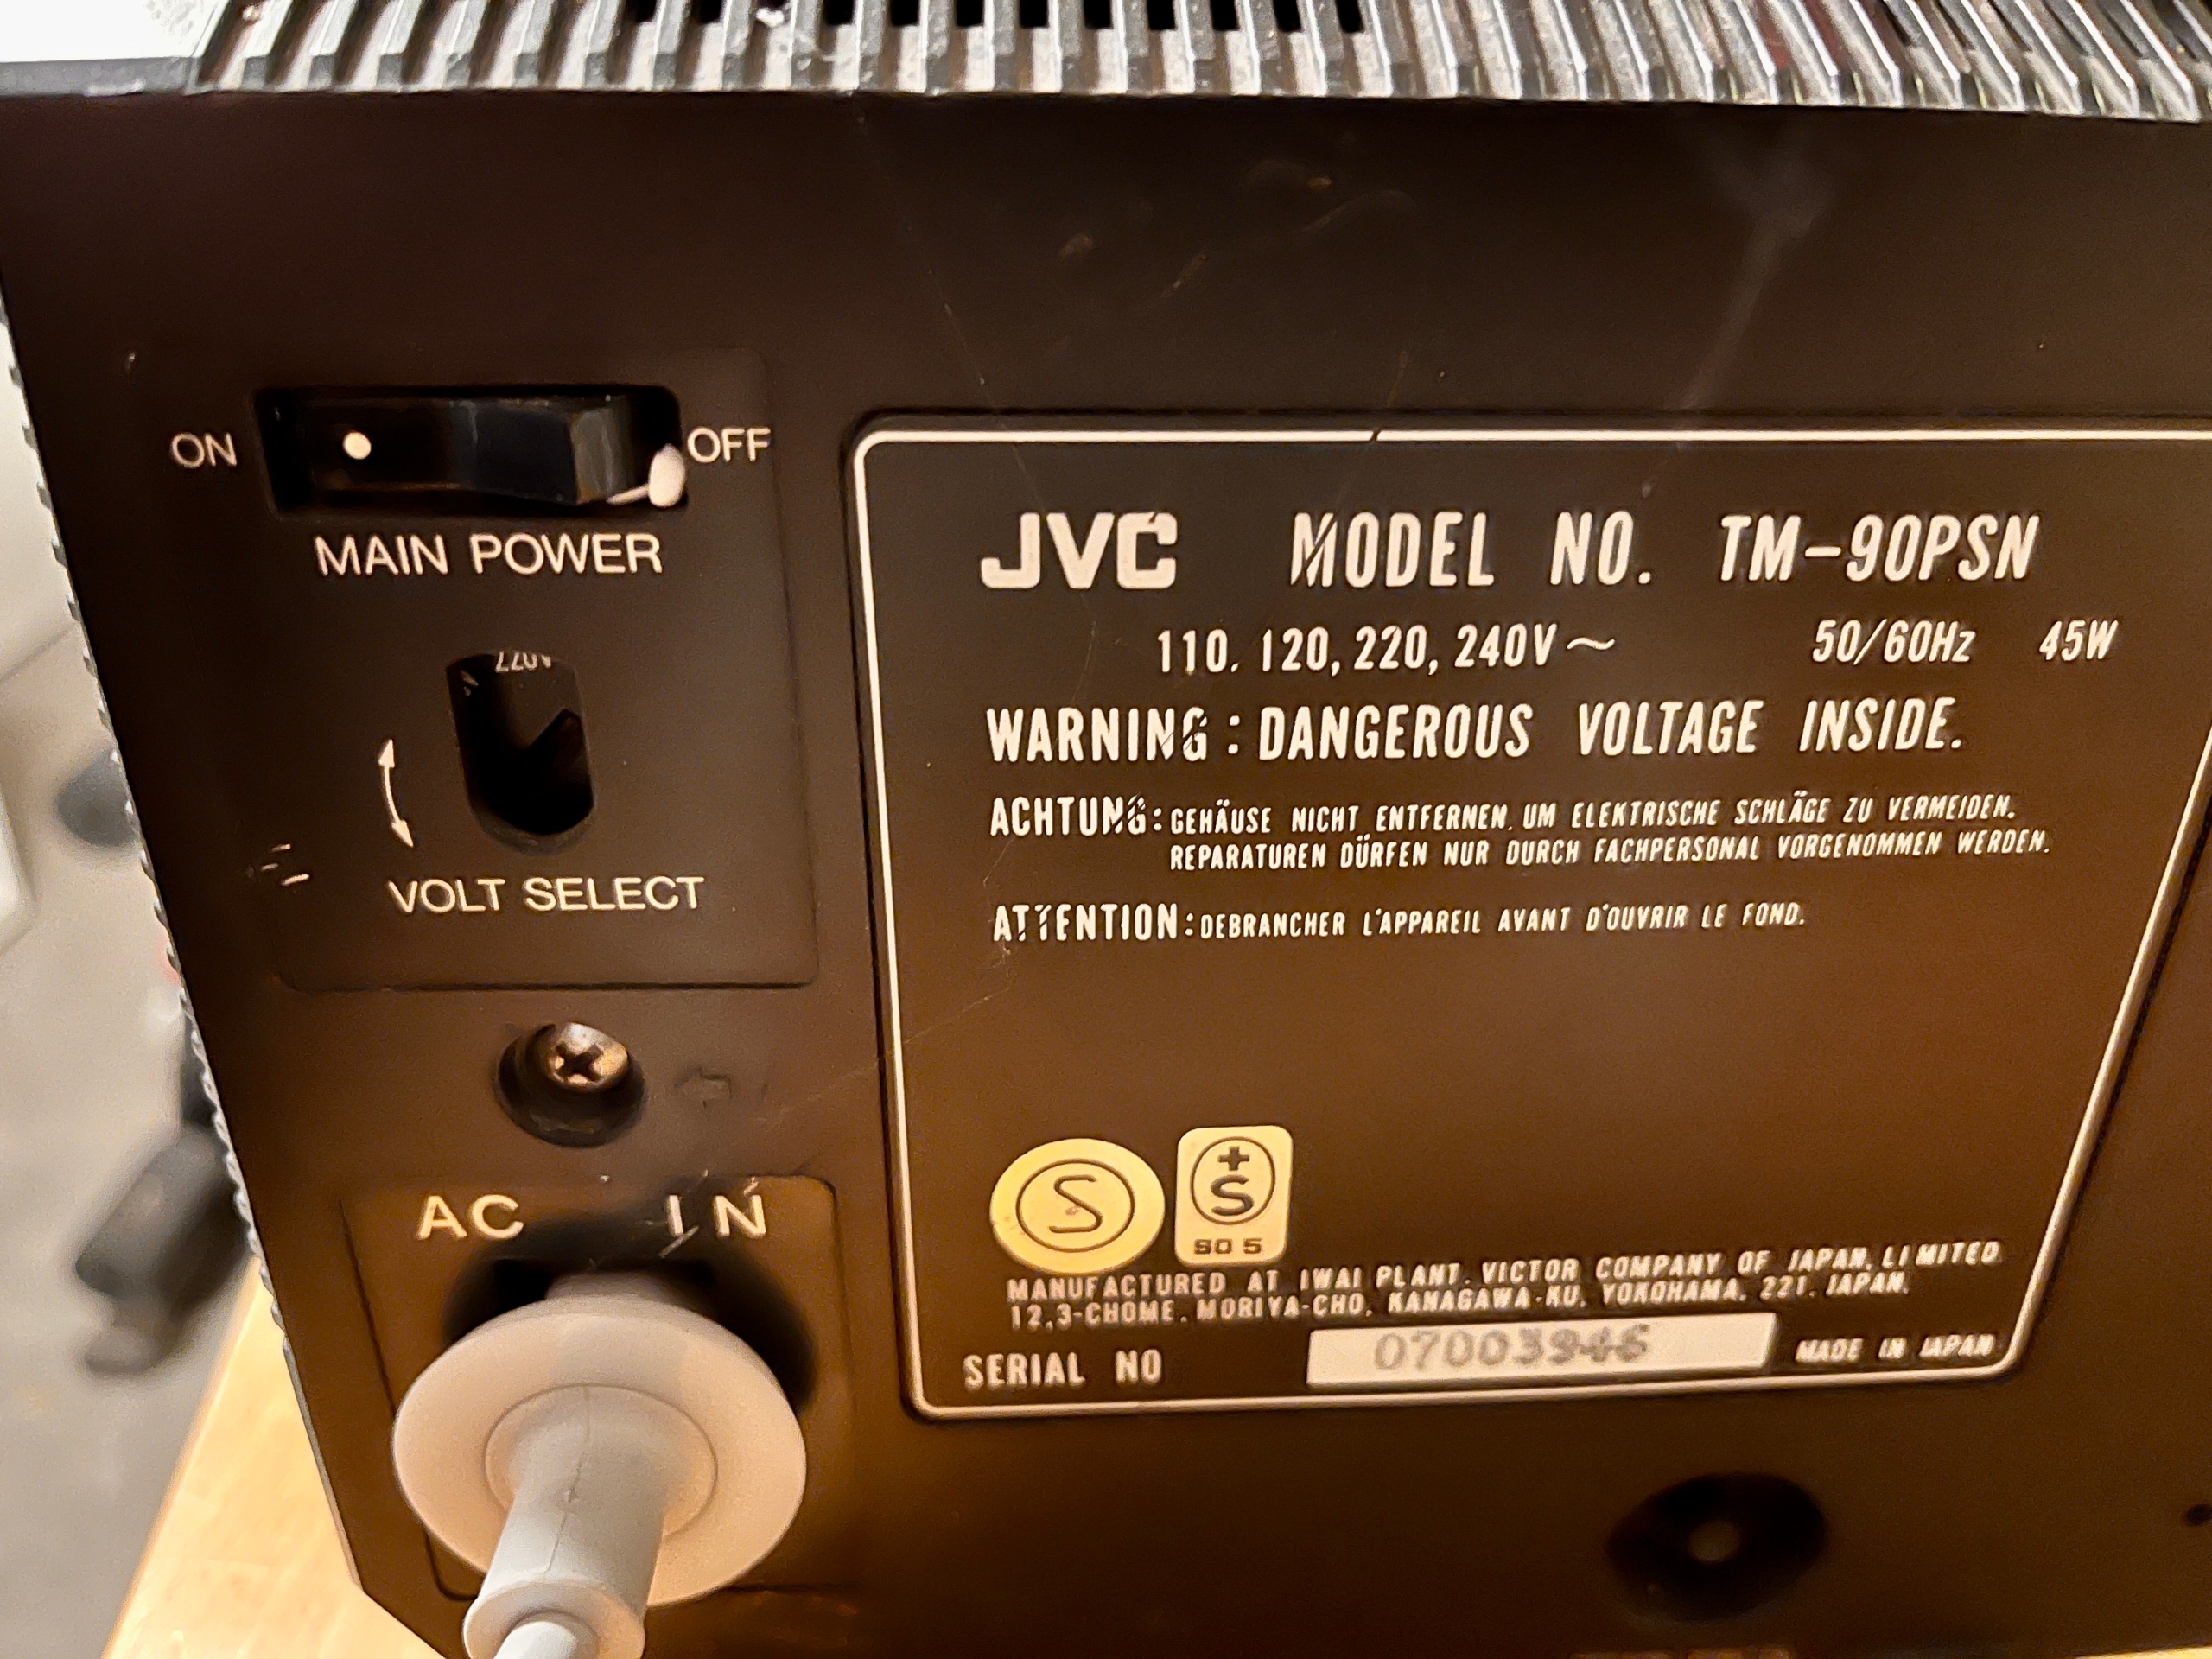 ON OFF
MAIN POWER
220V
VOLT SELECT
AC IN
JVC MODEL NO. TM-90PSN
110. 120, 220, 240V~ 50/60Hz 45W
WARNING: DANGEROUS VOLTAGE INSIDE.
ACHTUNG: GEHÄUSE NICHT ENTFERNEN. UM ELEKTRISCHE SCHLÄGE ZU VERMEIDEN.
REPARATUREN DÜRFEN NUR DURCH FACHPERSONAL VORGENOMMEN WERDEN.
ATTENTION: DEBRANCHER L'APPAREIL AVANT D'OUVRIR LE FOND.
S
+S
SO 5
MANUFACTURED AT IWAI PLANT. VICTOR COMPANY OF JAPAN, LIMITED
12,3-CHOME, MORIYA-CHO, KANAGAWA-KU, YOKOHAMA, 221. JAPAN.
SERIAL NO 07003946 MADE IN JAPAN